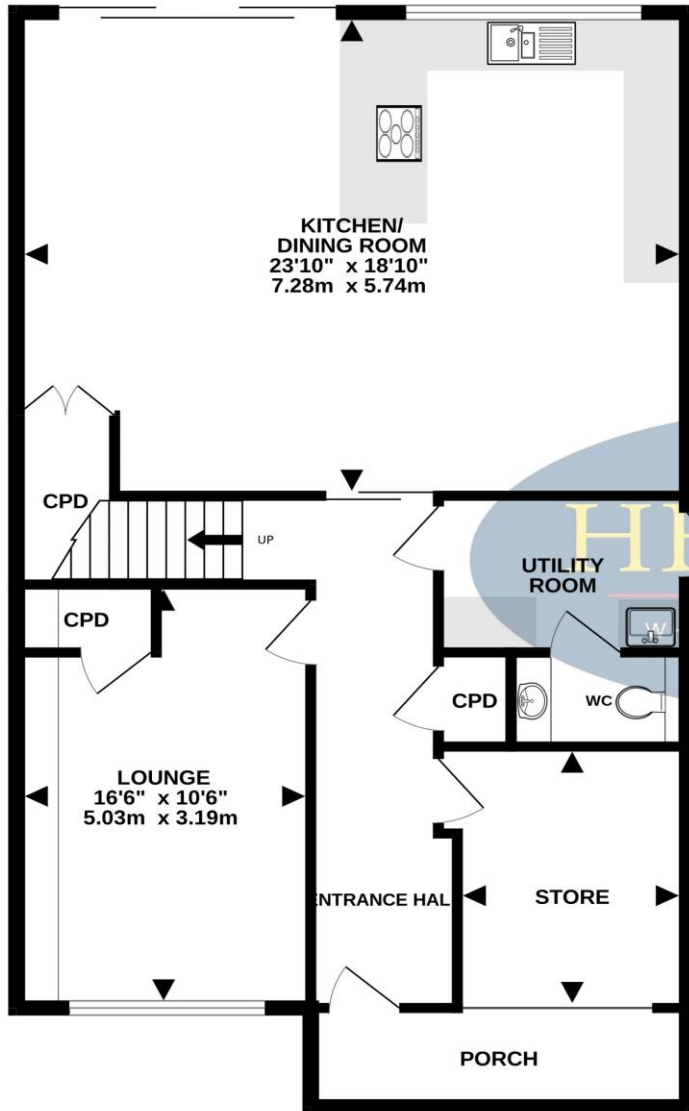 KITCHEN/
DINING ROOM
23'10" x 18'10"
7.28m x 5.74m
CPD
UP
UTILITY
ROOM
CPD
CPD
WC
LOUNGE
16'6" x 10'6"
5.03m x 3.19m
ENTRANCE HAL
STORE
PORCH